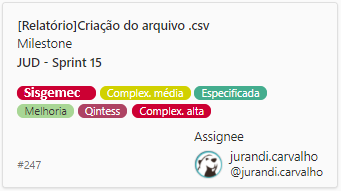 [Relatório]Criação do arquivo .csv
Milestone
JUD - Sprint 15
Sisgemec Complex. média Especificada
Melhoria Qintess Complex. alta
Assignee
jurandi.carvalho
@jurandi.carvalho
#247